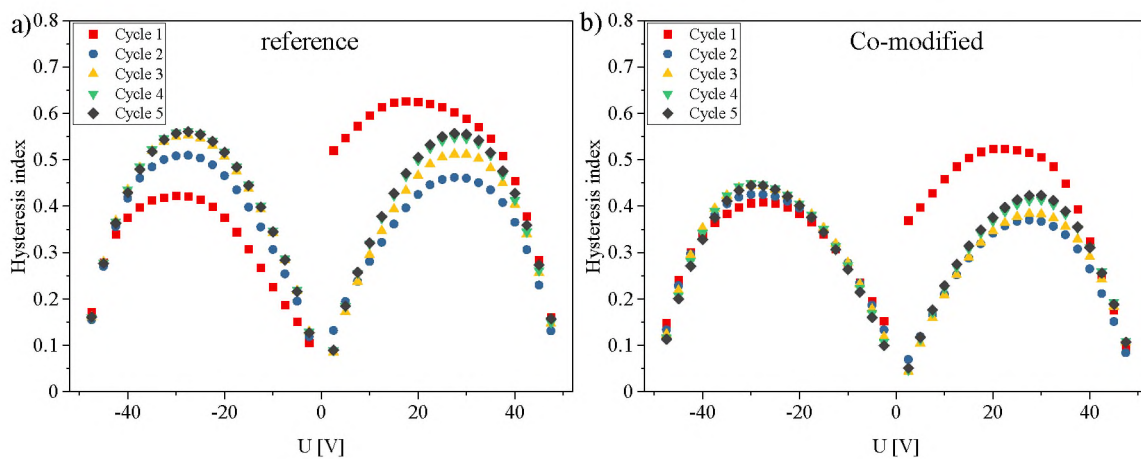 a)
reference
Cycle 1
Cycle 2
Cycle 3
Cycle 4
Cycle 5
Hysteresis index
0.8
0.7
0.6
0.5
0.4
0.3
0.2
0.1
0
-40
-20
0
20
40
U [V]
b)
Co-modified
Cycle 1
Cycle 2
Cycle 3
Cycle 4
Cycle 5
Hysteresis index
0.8
0.7
0.6
0.5
0.4
0.3
0.2
0.1
0
-40
-20
0
20
40
U [V]